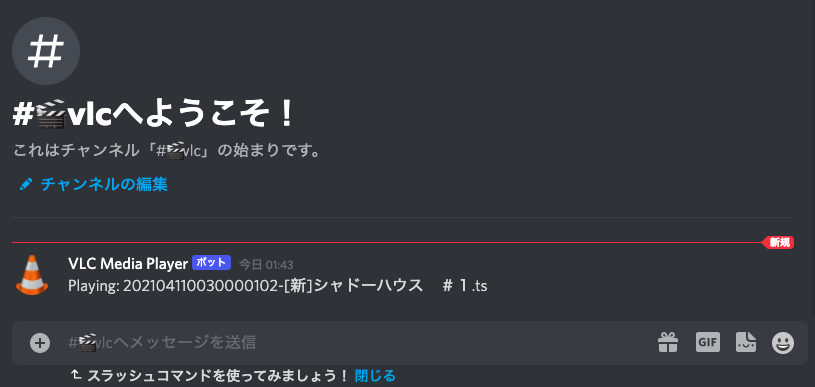 #🎬vlcへようこそ！
これはチャンネル「#🎬vlc」の始まりです。
チャンネルの編集
新規
VLC Media Player ボット 今日 01:43
Playing: 202104110030000102-[新]シャドーハウス　＃１.ts
#🎬vlcへメッセージを送信
GIF
スラッシュコマンドを使ってみましょう！ 閉じる